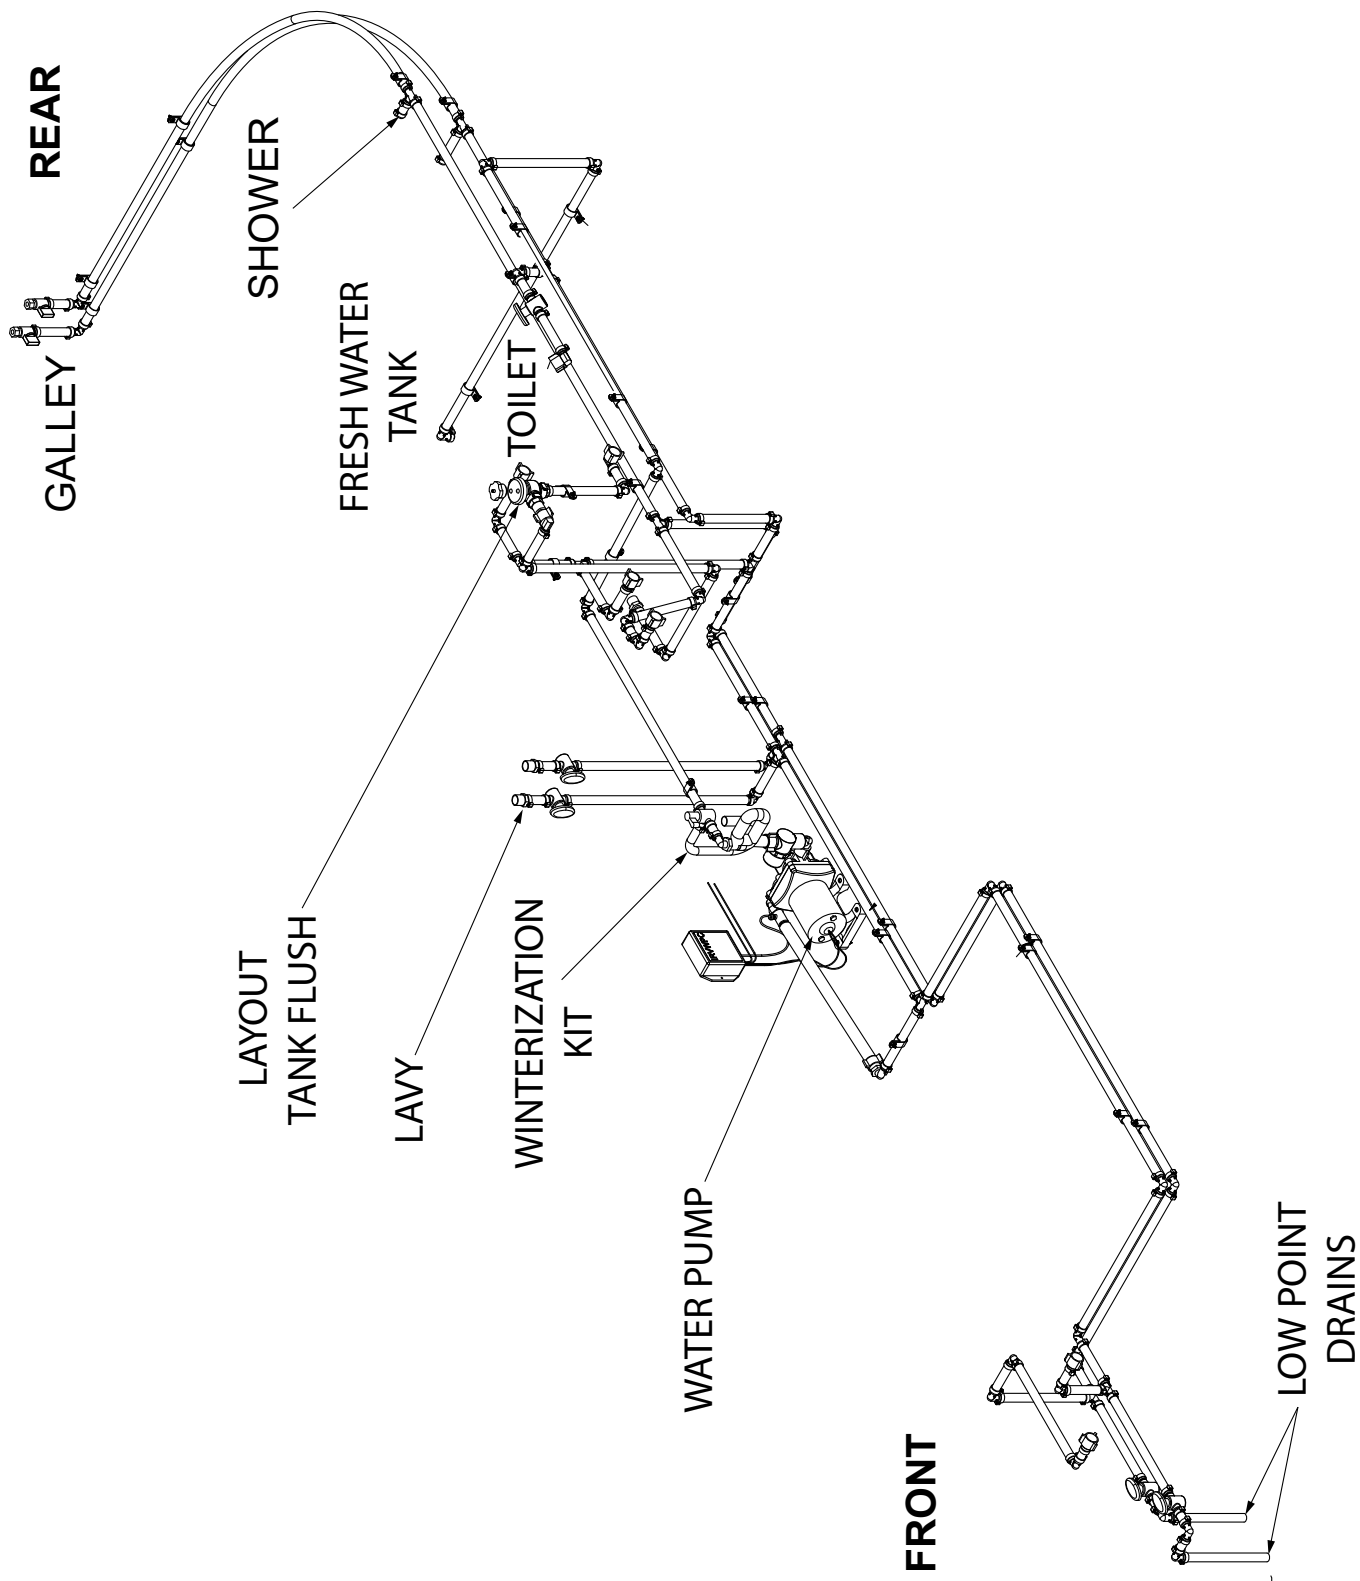 REAR
GALLEY
SHOWER
FRESH WATER
TANK
TOILET
LAYOUT
TANK FLUSH
LAVY
WINTERIZATION
KIT
WATER PUMP
FRONT
LOW POINT
DRAINS